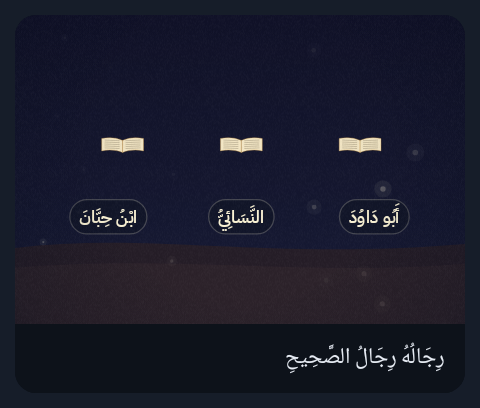 أَبُو دَاوُدَ
النَّسَائِيُّ
ابْنُ حِبَّانَ
رِجَالُهُ رِجَالُ الصَّحِيحِ